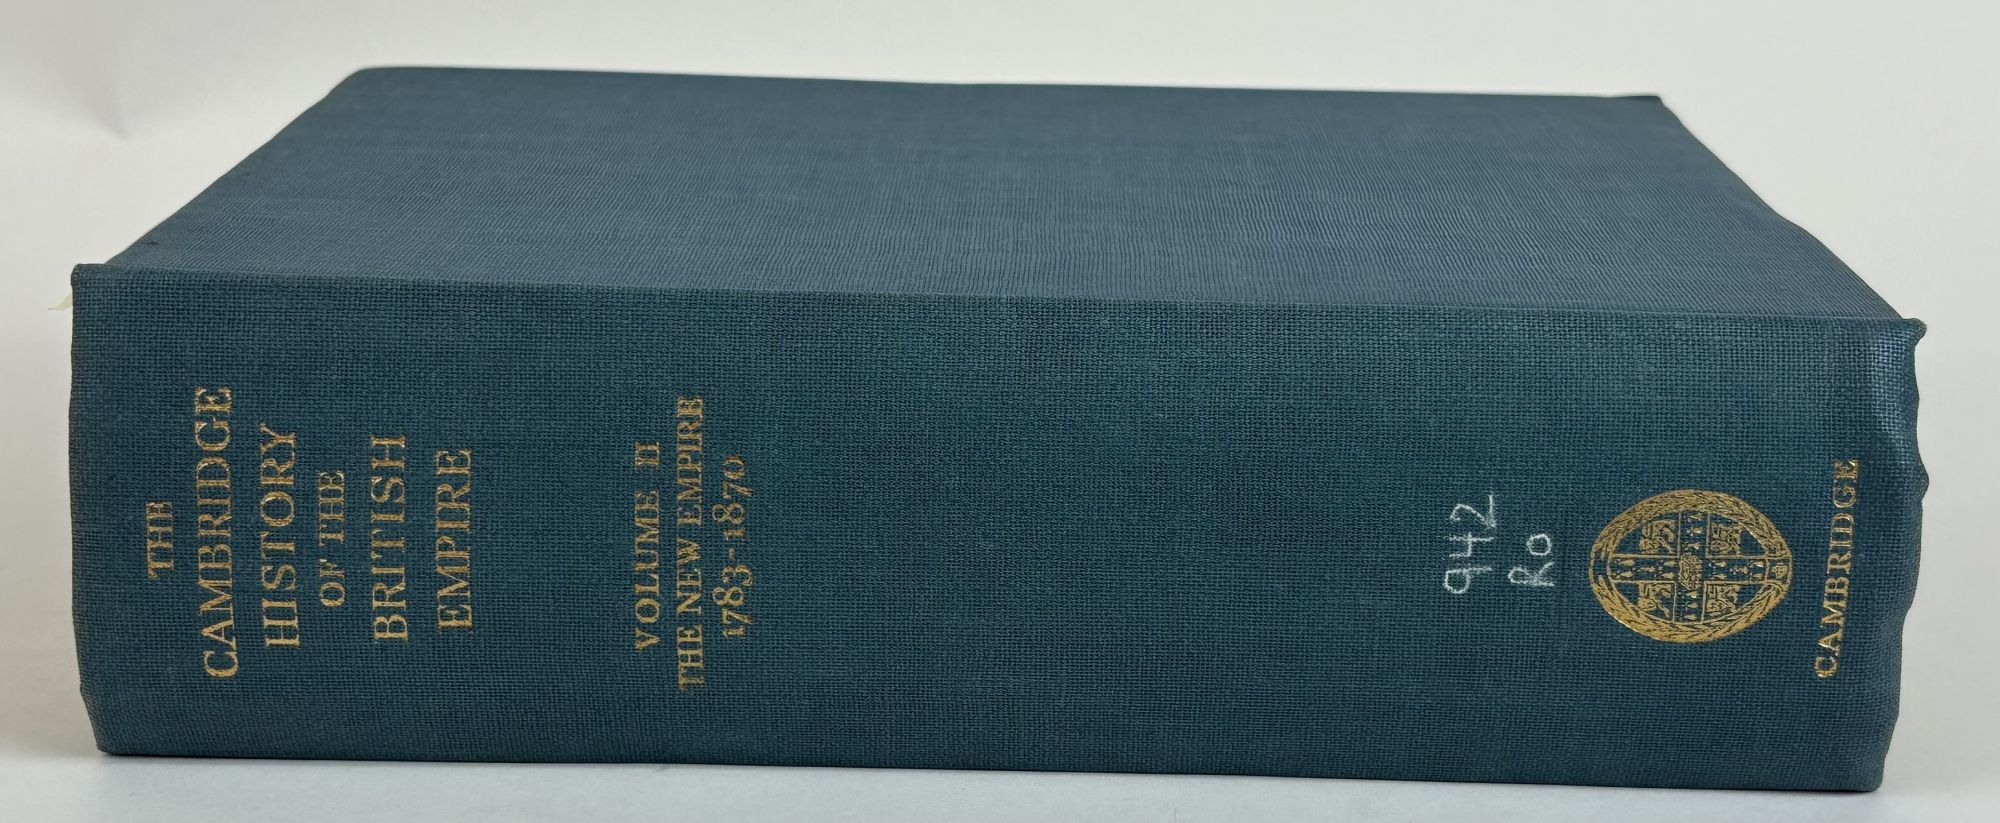 THE
CAMBRIDGE
HISTORY
OF THE
BRITISH
EMPIRE
VOLUME II
THE NEW EMPIRE
1783-1870
942
Ro
CAMBRIDGE